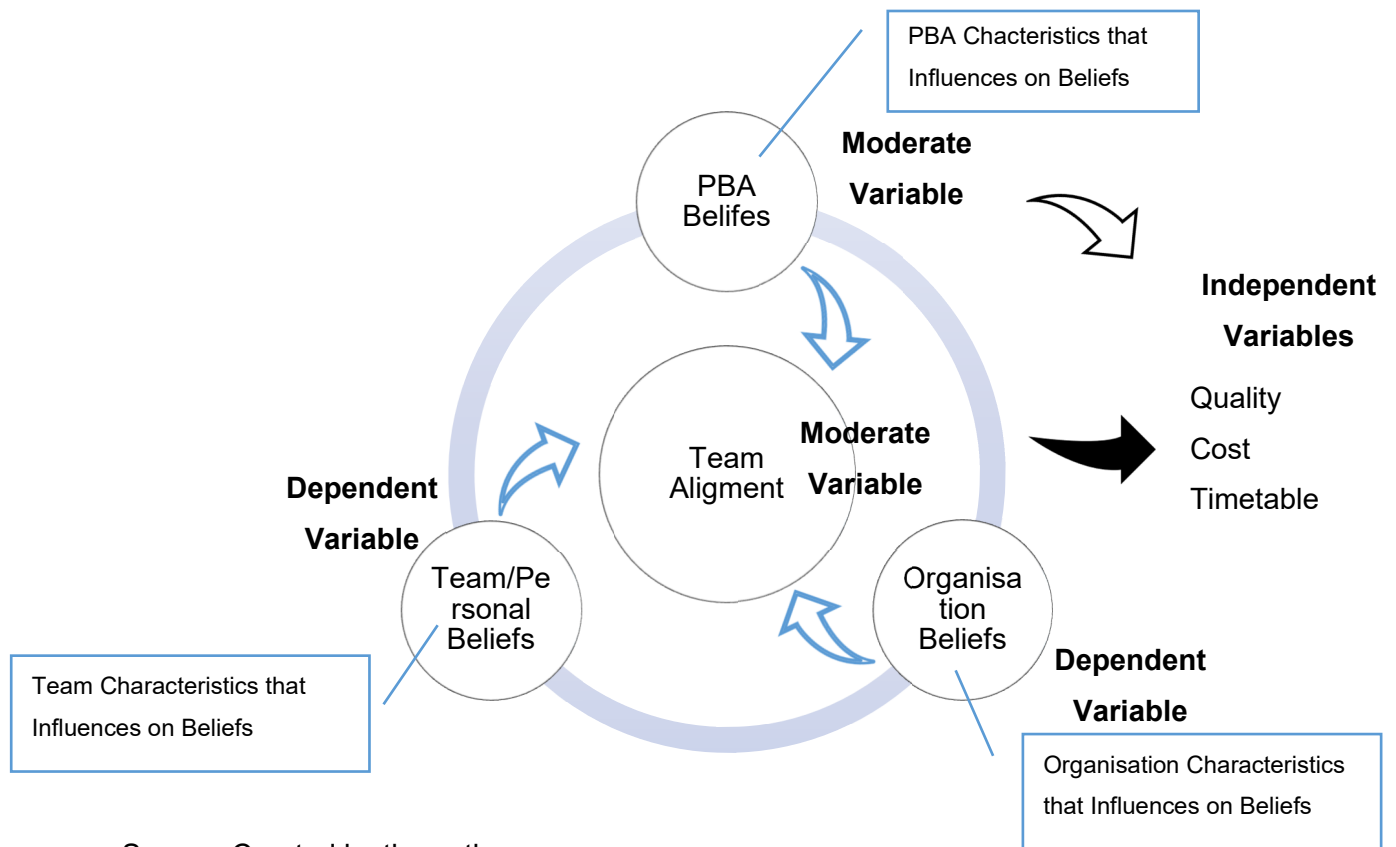 PBA Chacteristics that
Influences on Beliefs
Moderate
Variable
PBA
Belifes
Independent
Variables
Quality
Cost
Timetable
Moderate
Variable
Team
Aligment
Dependent
Variable
Team/Pe
rsonal
Beliefs
Organisa
tion
Beliefs
Dependent
Variable
Team Characteristics that
Influences on Beliefs
Organisation Characteristics
that Influences on Beliefs